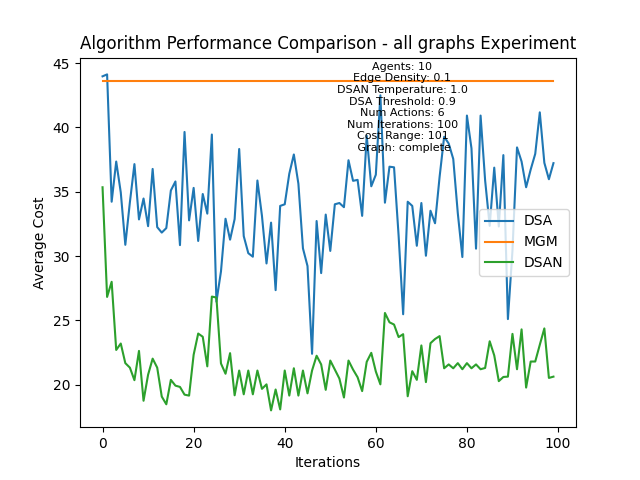 Algorithm Performance Comparison - all graphs Experiment
Agents: 10
Edge Density: 0.1
DSAN Temperature: 1.0
DSA Threshold: 0.9
Num Actions: 6
Num Iterations: 100
Cost Range: 101
Graph: complete
45
40
35
30
25
20
Average Cost
DSA
MGM
DSAN
0
20
40
60
80
100
Iterations